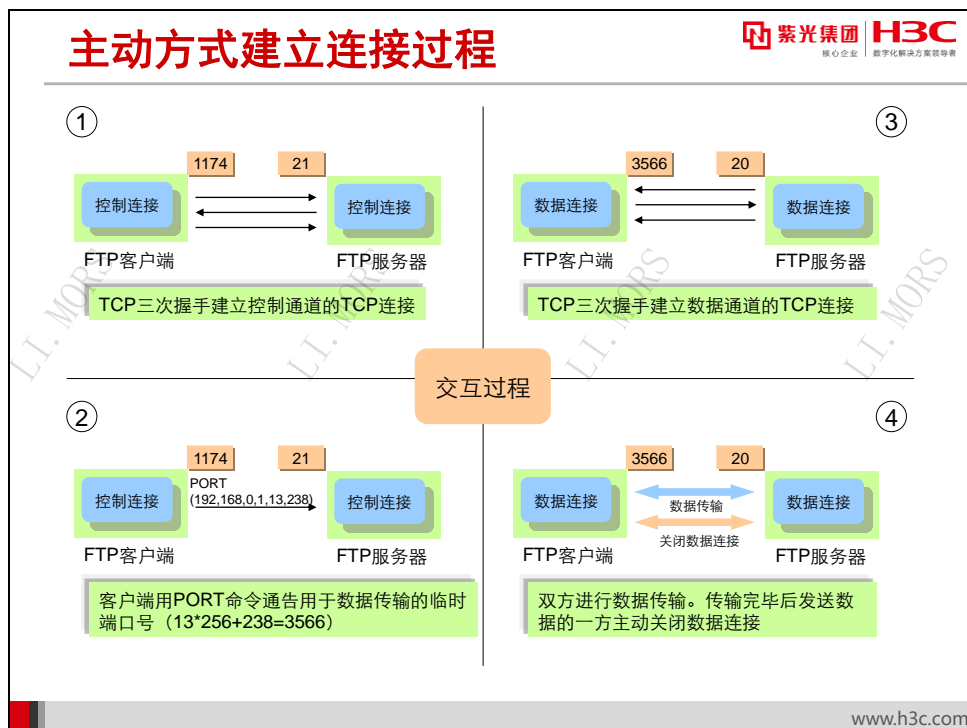 主动方式建立连接过程
紫光集团
核心企业
H3C
数字化解决方案领导者
①
1174
21
控制连接
控制连接
FTP客户端
FTP服务器
TCP三次握手建立控制通道的TCP连接
③
3566
20
数据连接
数据连接
FTP客户端
FTP服务器
TCP三次握手建立数据通道的TCP连接
LI.MORS
LI.MORS
LI.MORS
LI.MORS
交互过程
②
1174
21
PORT
(192,168,0,1,13,238)
控制连接
控制连接
FTP客户端
FTP服务器
客户端用PORT命令通告用于数据传输的临时
端口号（13*256+238=3566）
④
3566
20
数据连接
数据传输
关闭数据连接
数据连接
FTP客户端
FTP服务器
双方进行数据传输。传输完毕后发送数
据的一方主动关闭数据连接
www.h3c.com